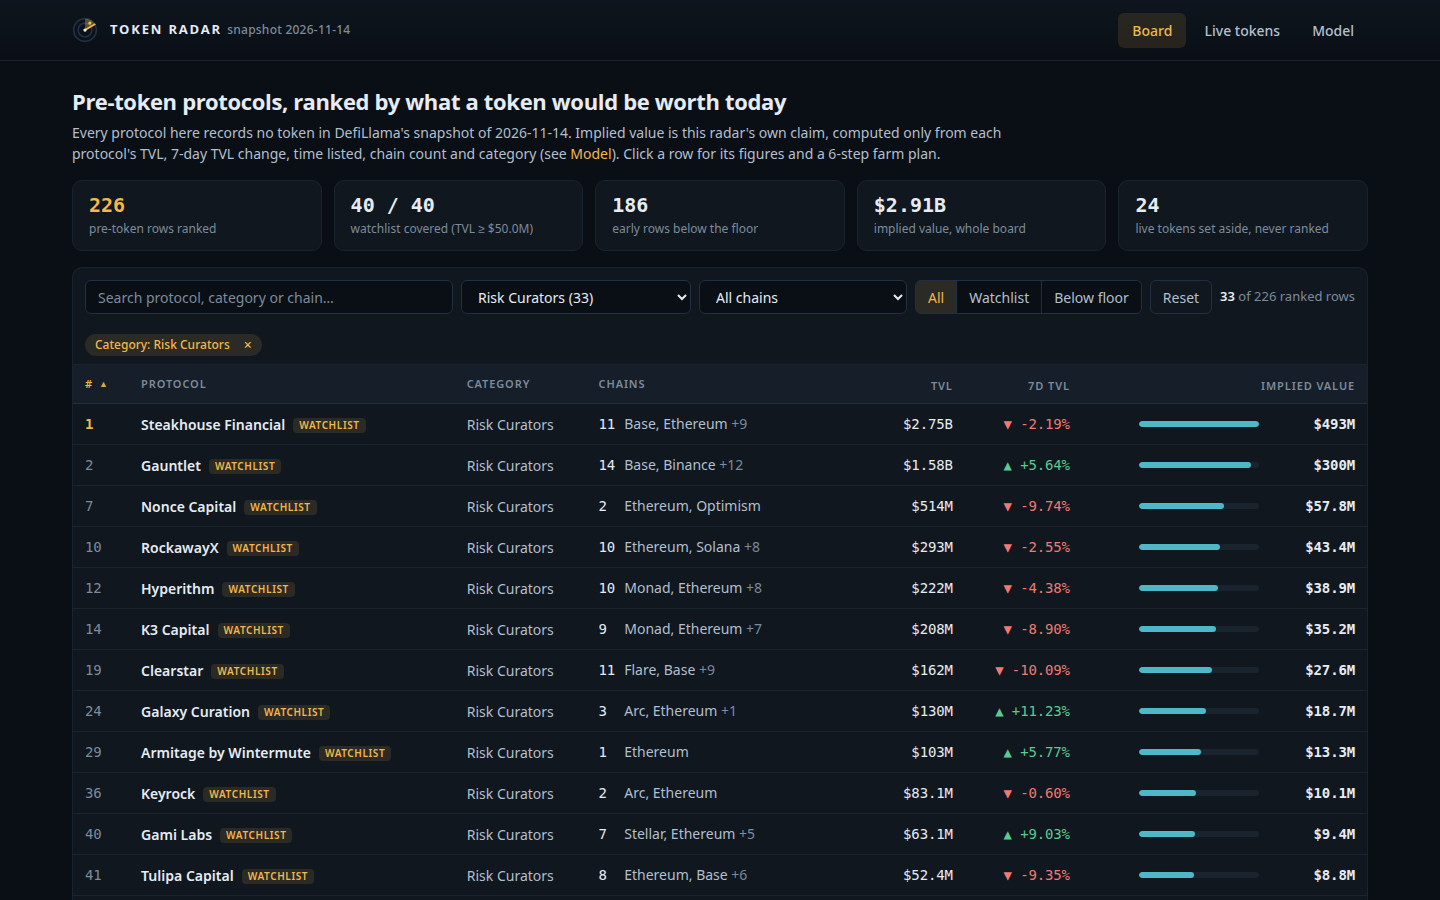 TOKEN RADAR snapshot 2026-11-14
Board Live tokens Model
Pre-token protocols, ranked by what a token would be worth today
Every protocol here records no token in DefiLlama's snapshot of 2026-11-14. Implied value is this radar's own claim, computed only from each
protocol's TVL, 7-day TVL change, time listed, chain count and category (see Model). Click a row for its figures and a 6-step farm plan.
226
pre-token rows ranked
40 / 40
watchlist covered (TVL ≥ $50.0M)
186
early rows below the floor
$2.91B
implied value, whole board
24
live tokens set aside, never ranked
Search protocol, category or chain... Risk Curators (33) All chains All Watchlist Below floor Reset 33 of 226 ranked rows
Category: Risk Curators ×
# ▲ PROTOCOL CATEGORY CHAINS TVL 7D TVL IMPLIED VALUE
1 Steakhouse Financial WATCHLIST Risk Curators 11 Base, Ethereum +9 $2.75B ▼ -2.19% $493M
2 Gauntlet WATCHLIST Risk Curators 14 Base, Binance +12 $1.58B ▲ +5.64% $300M
7 Nonce Capital WATCHLIST Risk Curators 2 Ethereum, Optimism $514M ▼ -9.74% $57.8M
10 RockawayX WATCHLIST Risk Curators 10 Ethereum, Solana +8 $293M ▼ -2.55% $43.4M
12 Hyperithm WATCHLIST Risk Curators 10 Monad, Ethereum +8 $222M ▼ -4.38% $38.9M
14 K3 Capital WATCHLIST Risk Curators 9 Monad, Ethereum +7 $208M ▼ -8.90% $35.2M
19 Clearstar WATCHLIST Risk Curators 11 Flare, Base +9 $162M ▼ -10.09% $27.6M
24 Galaxy Curation WATCHLIST Risk Curators 3 Arc, Ethereum +1 $130M ▲ +11.23% $18.7M
29 Armitage by Wintermute WATCHLIST Risk Curators 1 Ethereum $103M ▲ +5.77% $13.3M
36 Keyrock WATCHLIST Risk Curators 2 Arc, Ethereum $83.1M ▼ -0.60% $10.1M
40 Gami Labs WATCHLIST Risk Curators 7 Stellar, Ethereum +5 $63.1M ▲ +9.03% $9.4M
41 Tulipa Capital WATCHLIST Risk Curators 8 Ethereum, Base +6 $52.4M ▼ -9.35% $8.8M